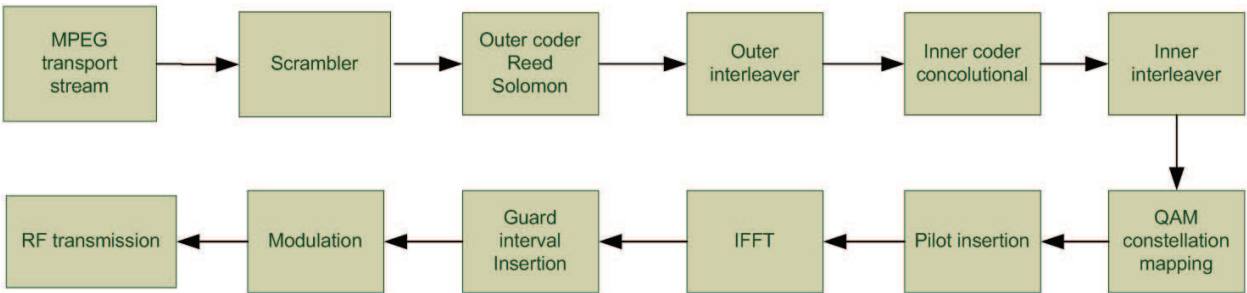 MPEG
transport
stream
Scrambler
Outer coder
Reed
Solomon
Outer
interleaver
Inner coder
concolutional
Inner
interleaver
QAM
constellation
mapping
Pilot insertion
IFFT
Guard
interval
Insertion
Modulation
RF transmission